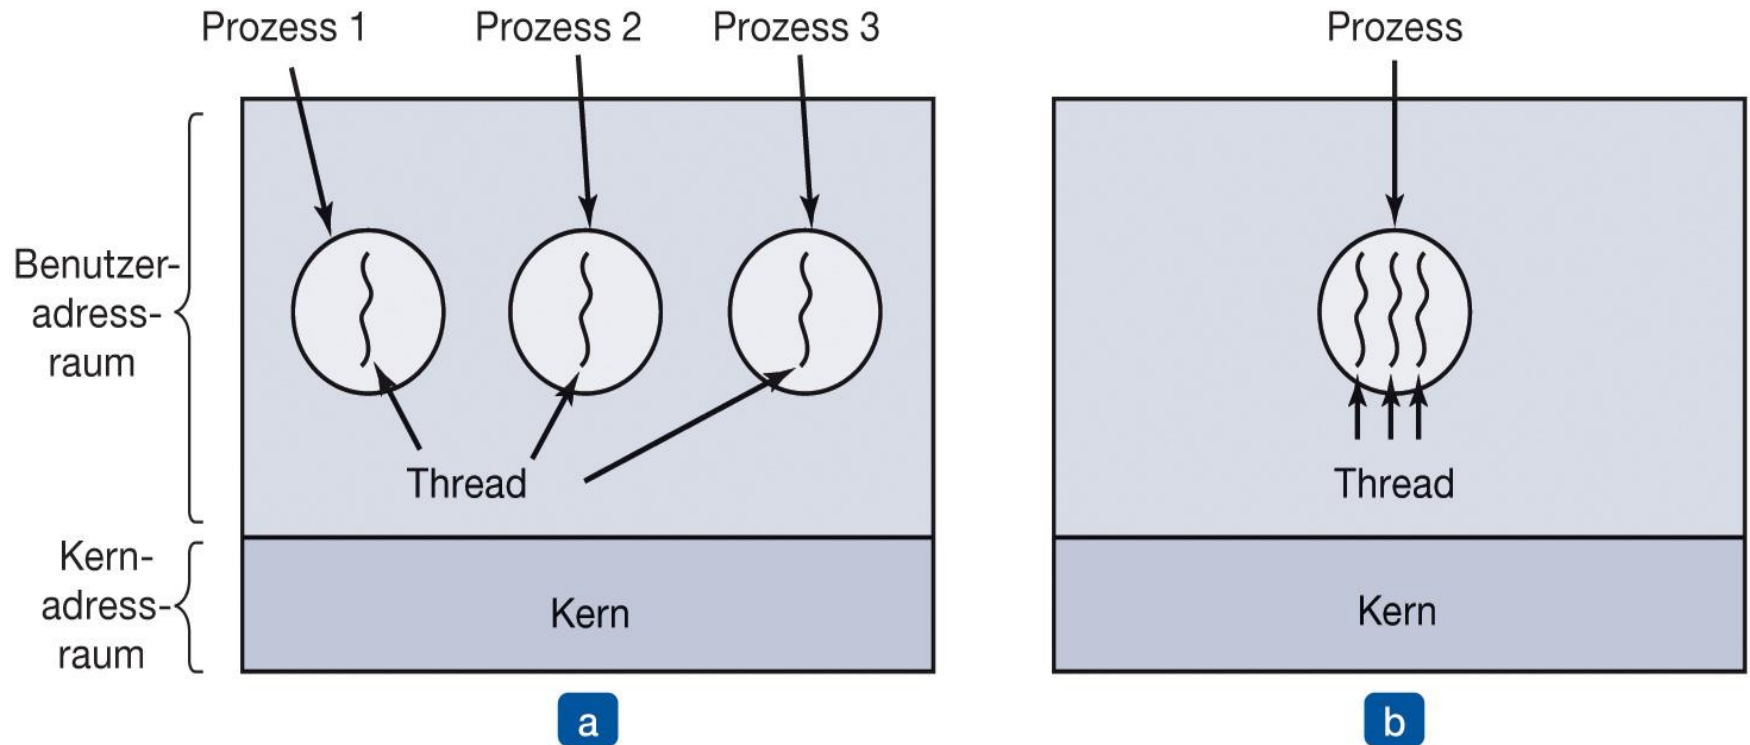 Prozess 1
Prozess 2
Prozess 3
Benutzer-
adress-
raum
Thread
Kern-
adress-
raum
Kern
a
Prozess
Thread
Kern
b